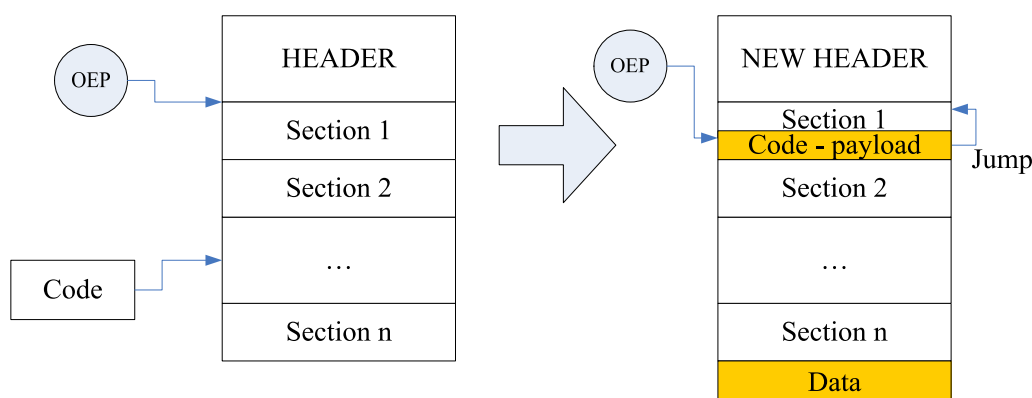 HEADER
OEP
Section 1
Section 2
...
Code
Section n
NEW HEADER
OEP
Section 1
Code - payload
Jump
Section 2
...
Section n
Data